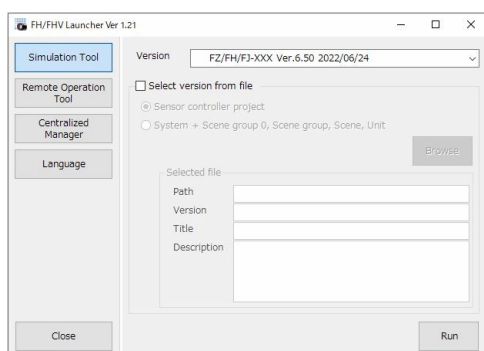 FH/FHV Launcher Ver 1.21
Simulation Tool
Remote Operation
Tool
Centralized
Manager
Language
Close
Version
FZ/FH/FJ-XXX Ver.6.50 2022/06/24
Select version from file
Sensor controller project
System + Scene group 0, Scene group, Scene, Unit
Browse
Selected file
Path
Version
Title
Description
Run